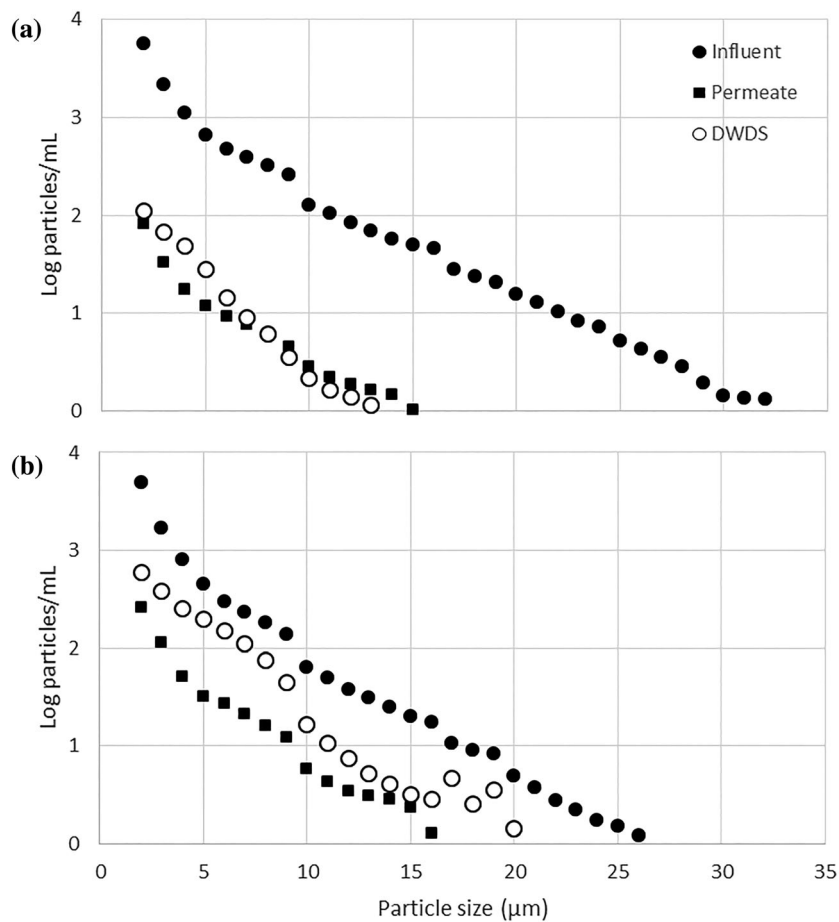 (a)
4
3
2
1
0
Log particles/mL
Influent
Permeate
DWDS
(b)
4
3
2
1
0
Log particles/mL
0 5 10 15 20 25 30 35
Particle size (μm)